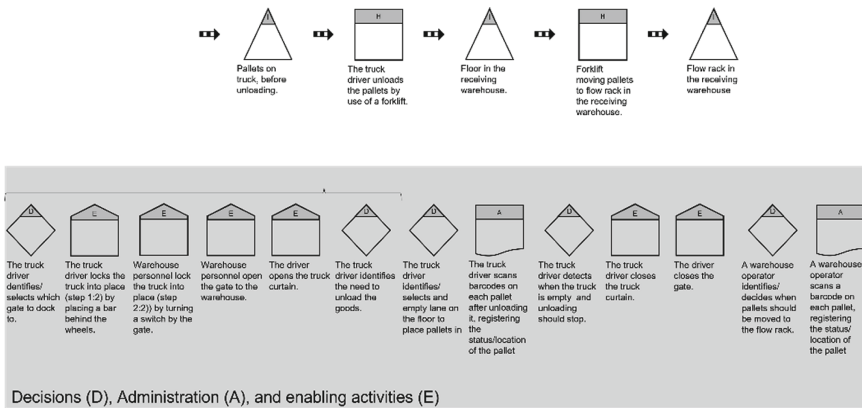 I
H
I
H
I
Pallets on
truck, before
unloading.
The truck
driver unloads
the pallets by
use of a forklift.
Floor in the
receiving
warehouse.
Forklift
moving pallets
to flow rack in
the receiving
warehouse.
Flow rack in
the receiving
warehouse
D
E
E
E
E
D
D
A
D
E
E
D
A
The truck
driver
dentifies/
selects which
gate to dock
to.
The truck
driver locks the
truck into place
(step 1:2) by
placing a bar
behind the
wheels.
Warehouse
personnel lock
the truck into
place (step
2:2)) by turning
a switch by the
gate.
Warehouse
personnel open
the gate to the
warehouse.
The driver
opens the truck
curtain.
The truck
driver identifies
the need to
unload the
goods.
The truck
driver
identifies/
selects and
empty lane on
the floor to
place pallets in
The truck
driver scans
barcodes on
each pallet
after unloading
it, registering
the
status/location
of the pallet
The truck
driver detects
when the truck
is empty and
unloading
should stop.
The truck
driver closes
the truck
curtain.
The driver
closes the
gate.
A warehouse
operator
identifies/
decides when
pallets should
be moved to
the flow rack.
A warehouse
operator
scans a
barcode on
each pallet,
registering
the status/
location of
the pallet
Decisions (D), Administration (A), and enabling activities (E)